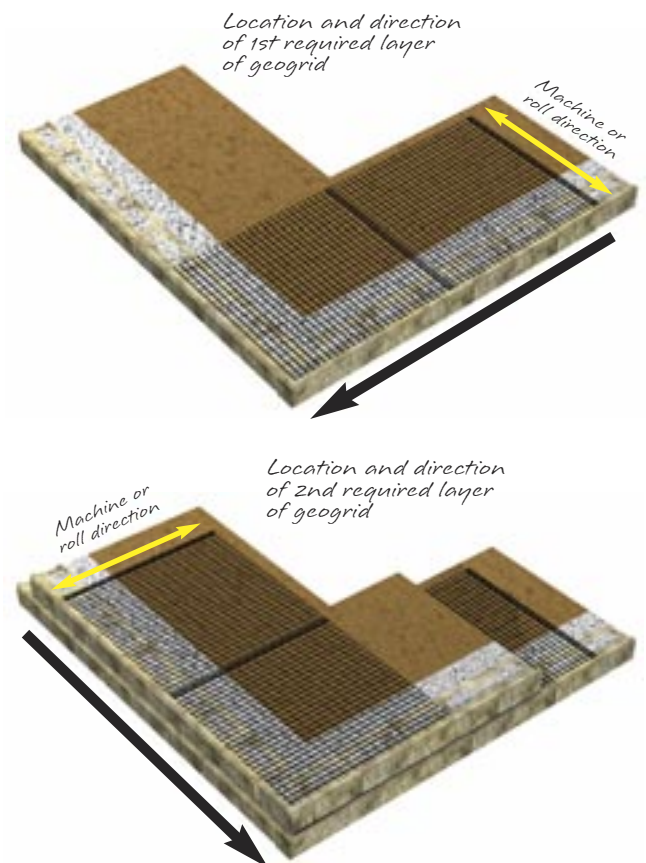 Location and direction
of 1st required layer
of geogrid
Machine or
roll direction
Location and direction
of 2nd required layer
of geogrid
Machine or
roll direction